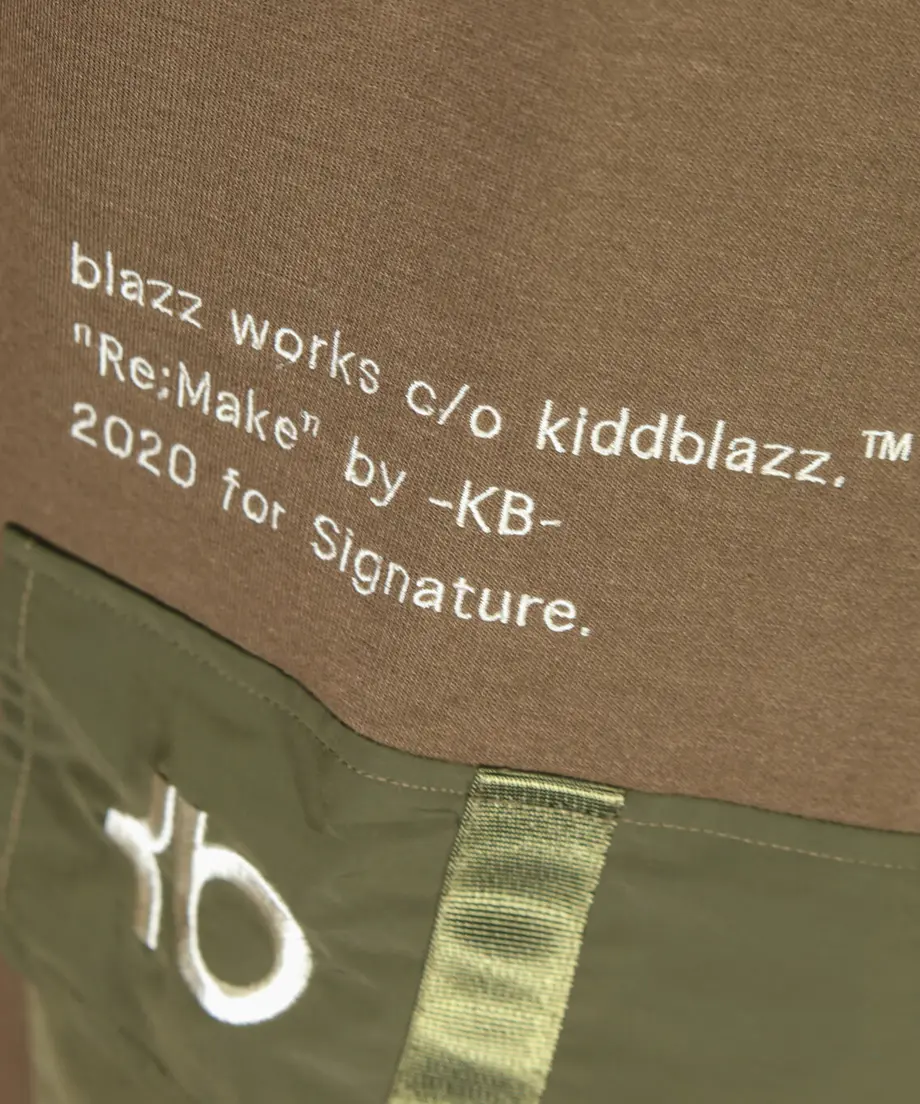 blazz works c/o kiddblazz.™
"Re;Make" by -KB-
2020 for Signature.
kb